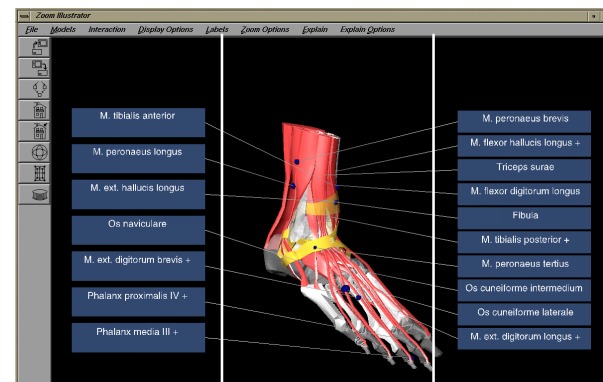 Zoom Illustrator
File Models Interaction Display Options Labels Zoom Options Explain Explain Options
M. tibialis anterior
M. peronaeus longus
M. ext. hallucis longus
Os naviculare
M. ext. digitorum brevis +
Phalanx proximalis IV +
Phalanx media III +
M. peronaeus brevis
M. flexor hallucis longus +
Triceps surae
M. flexor digitorum longus
Fibula
M. tibialis posterior +
M. peronaeus tertius
Os cuneiforme intermedium
Os cuneiforme laterale
M. ext. digitorum longus +